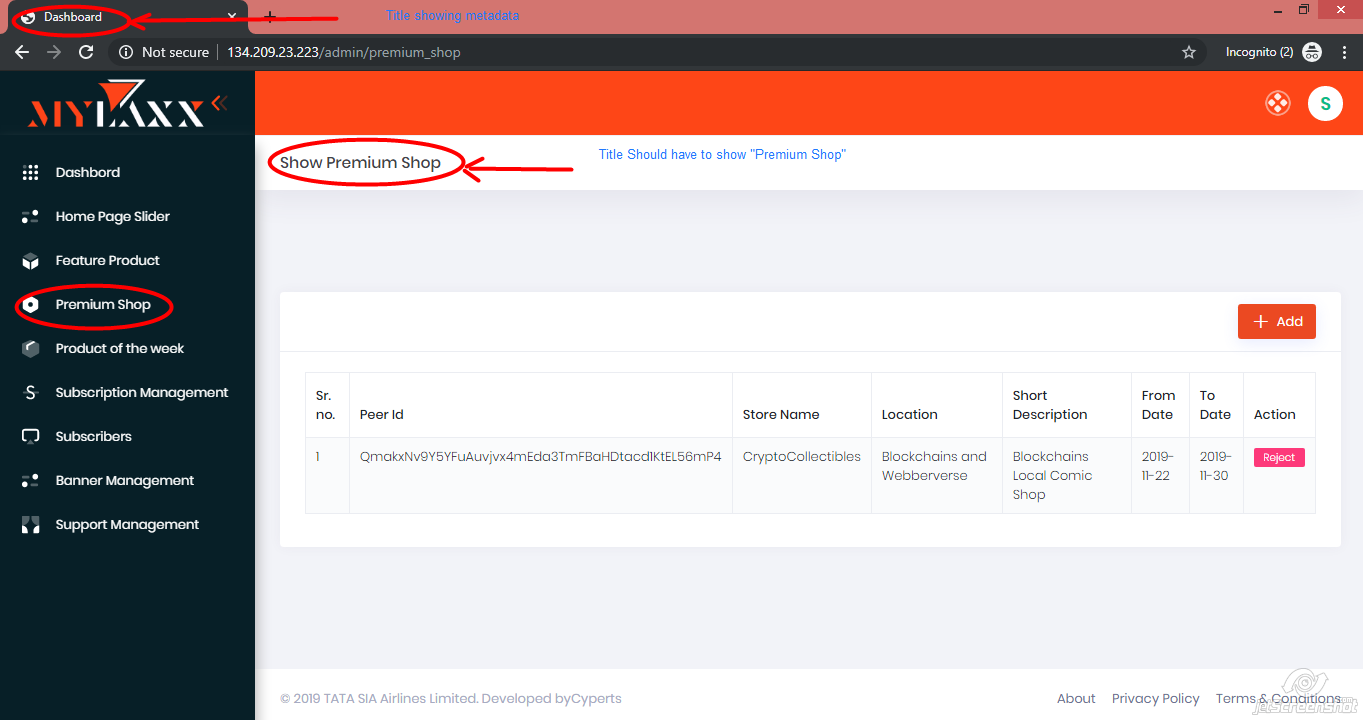 Dashboard
Title showing metadata
Not secure
134.209.23.223/admin/premium_shop
Incognito (2)
MYTAXX
S
Show Premium Shop
Title Should have to show "Premium Shop"
Dashbord
Home Page Slider
Feature Product
Premium Shop
Product of the week
Subscription Management
Subscribers
Banner Management
Support Management
Add
Sr. no.
Peer Id
Store Name
Location
Short Description
From Date
To Date
Action
1
QmakxNv9Y5YFuAuvjvx4mEda3TmFBaHDtacd1KtEL56mP4
CryptoCollectibles
Blockchains and
Webberverse
Blockchains
Local Comic
Shop
2019-
11-22
2019-
11-30
Reject
© 2019 TATA SIA Airlines Limited. Developed byCyperts
About
Privacy Policy
Terms & Conditions
jetscreenshot